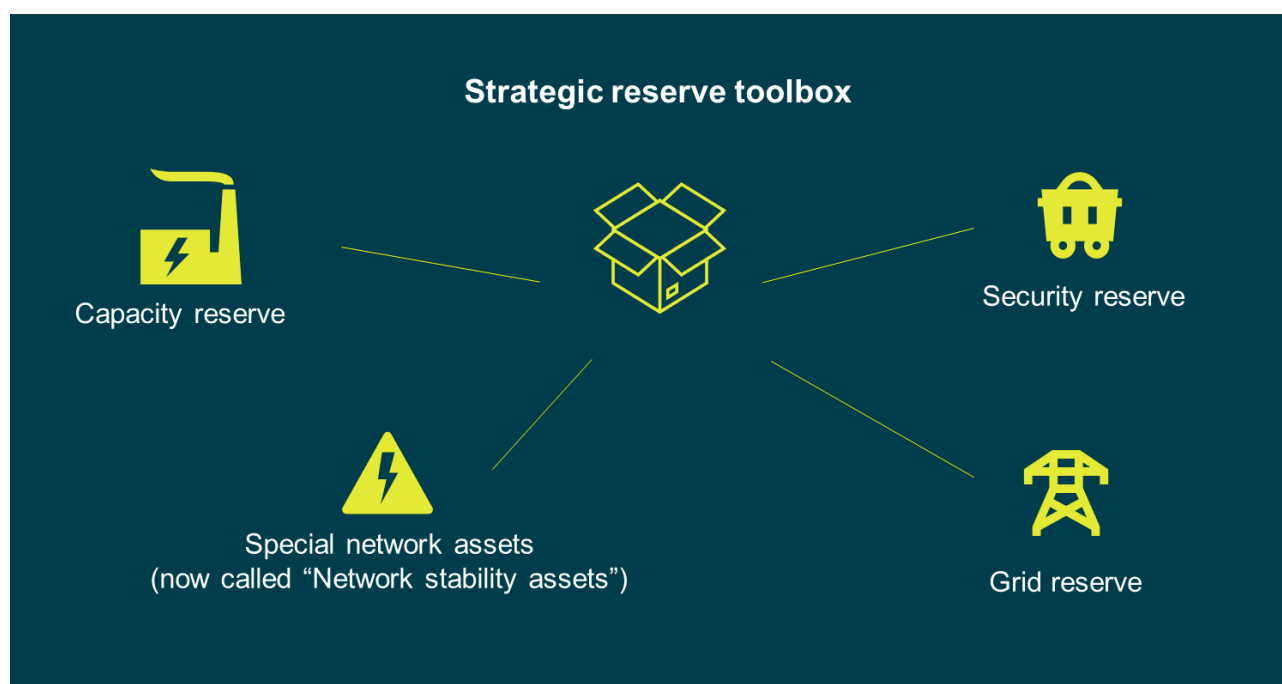 Strategic reserve toolbox
Capacity reserve
Security reserve
Special network assets
(now called “Network stability assets”)
Grid reserve